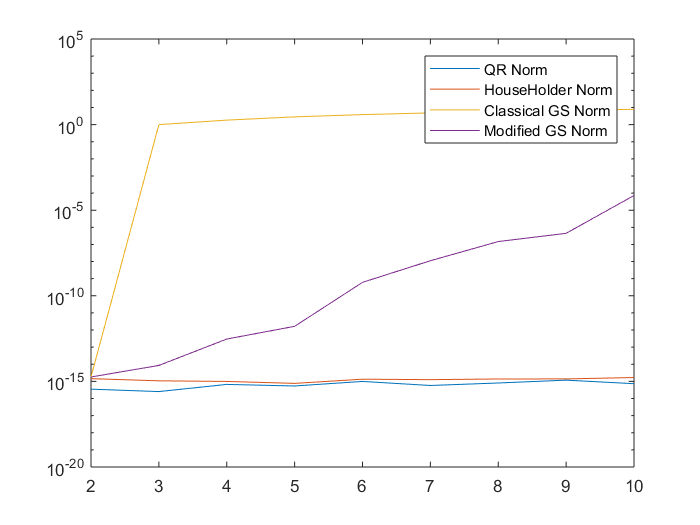 10^5
10^0
10^-5
10^-10
10^-15
10^-20
2 3 4 5 6 7 8 9 10
QR Norm
HouseHolder Norm
Classical GS Norm
Modified GS Norm